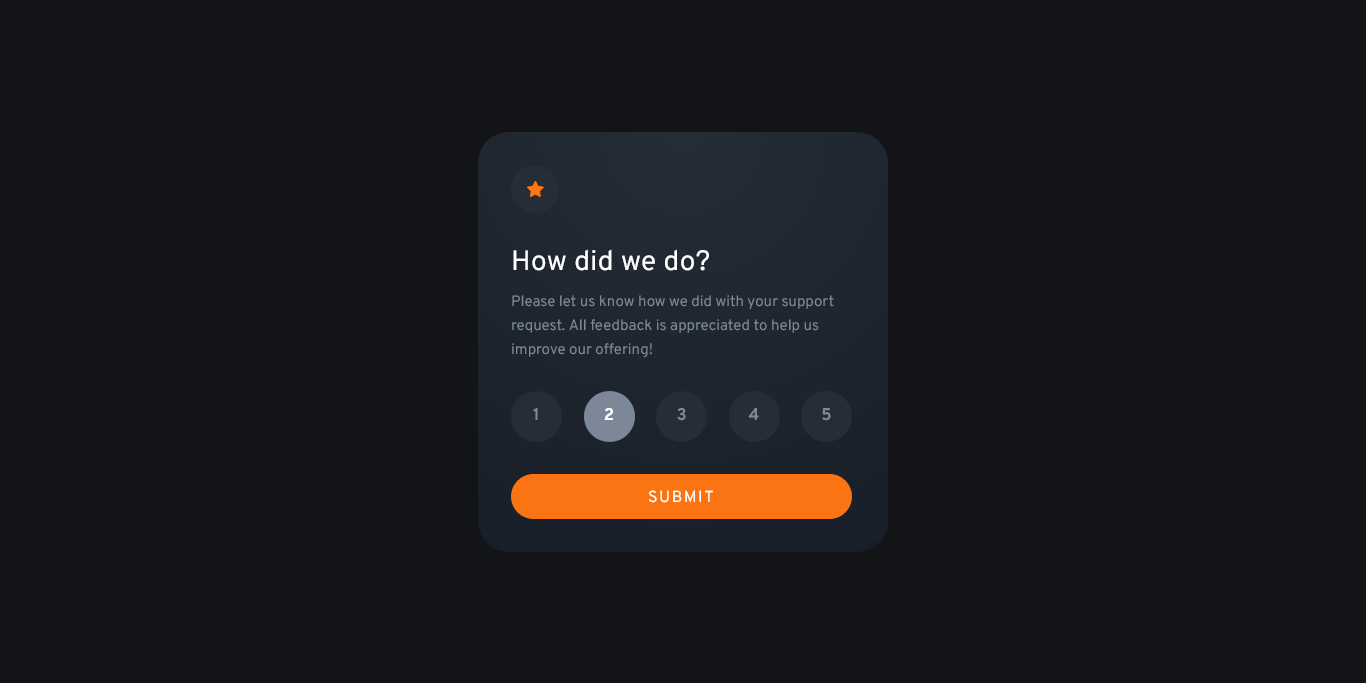 How did we do?
Please let us know how we did with your support
request. All feedback is appreciated to help us
improve our offering!
1 2 3 4 5
SUBMIT